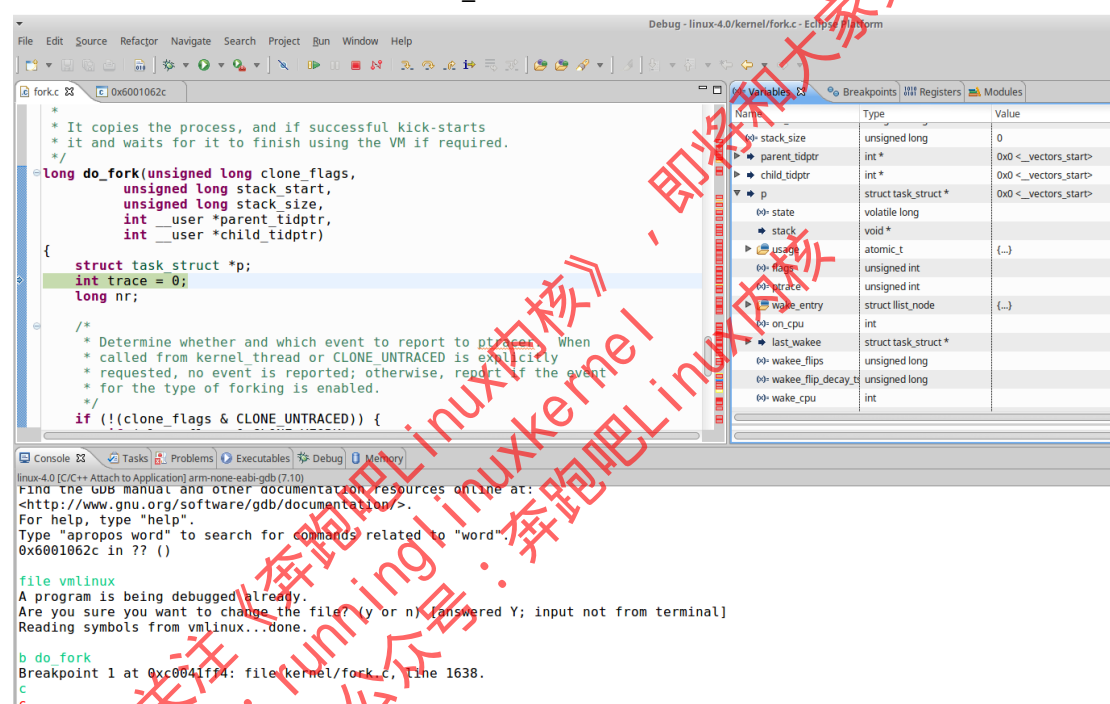 Debug - linux-4.0/kernel/fork.c - Eclipse Platform
File Edit Source Refactor Navigate Search Project Run Window Help
fork.c 0x6001062c
*
* It copies the process, and if successful kick-starts
* it and waits for it to finish using the VM if required.
*/
long do_fork(unsigned long clone_flags,
unsigned long stack_start,
unsigned long stack_size,
int __user *parent_tidptr,
int __user *child_tidptr)
{
struct task_struct *p;
int trace = 0;
long nr;
/*
* Determine whether and which event to report to ptracer. When
* called from kernel_thread or CLONE_UNTRACED is explicitly
* requested, no event is reported; otherwise, report if the event
* for the type of forking is enabled.
*/
if (!(clone_flags & CLONE_UNTRACED)) {
(x)= Variables Breakpoints Registers Modules
Name Type Value
(x)= stack_size unsigned long 0
parent_tidptr int * 0x0 <__vectors_start>
child_tidptr int * 0x0 <__vectors_start>
p struct task_struct * 0x0 <__vectors_start>
(x)= state volatile long
stack void *
usage atomic_t {...}
(x)= flags unsigned int
(x)= ptrace unsigned int
wake_entry struct llist_node {...}
(x)= on_cpu int
last_wakee struct task_struct *
(x)= wakee_flips unsigned long
(x)= wakee_flip_decay_ts unsigned long
(x)= wake_cpu int
Console Tasks Problems Executables Debug Memory
linux-4.0 [C/C++ Attach to Application] arm-none-eabi-gdb (7.10)
Find the GDB manual and other documentation resources online at:
<http://www.gnu.org/software/gdb/documentation/>.
For help, type "help".
Type "apropos word" to search for commands related to "word".
0x6001062c in ?? ()
file vmlinux
A program is being debugged already.
Are you sure you want to change the file? (y or n) [answered Y; input not from terminal]
Reading symbols from vmlinux...done.
b do_fork
Breakpoint 1 at 0xc0041ff4: file kernel/fork.c, line 1638.
c
关注《奔跑吧Linux内核》，即将和大家
: runninglinuxkernel
公众号：奔跑吧Linux内核